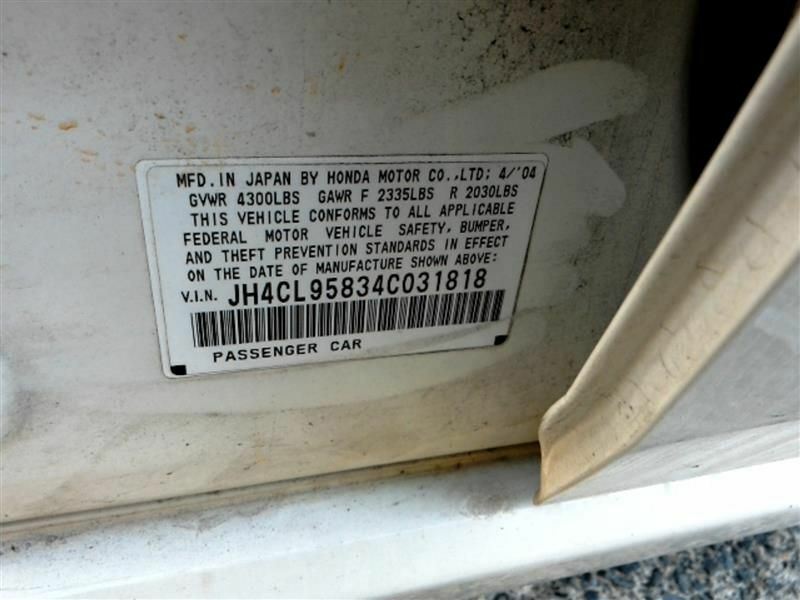 MFD. IN JAPAN BY HONDA MOTOR CO.,LTD; 4/'04
GVWR 4300LBS GAWR F 2335LBS R 2030LBS
THIS VEHICLE CONFORMS TO ALL APPLICABLE
FEDERAL MOTOR VEHICLE SAFETY, BUMPER,
AND THEFT PREVENTION STANDARDS IN EFFECT
ON THE DATE OF MANUFACTURE SHOWN ABOVE:
V.I.N. JH4CL95834C031818
PASSENGER CAR